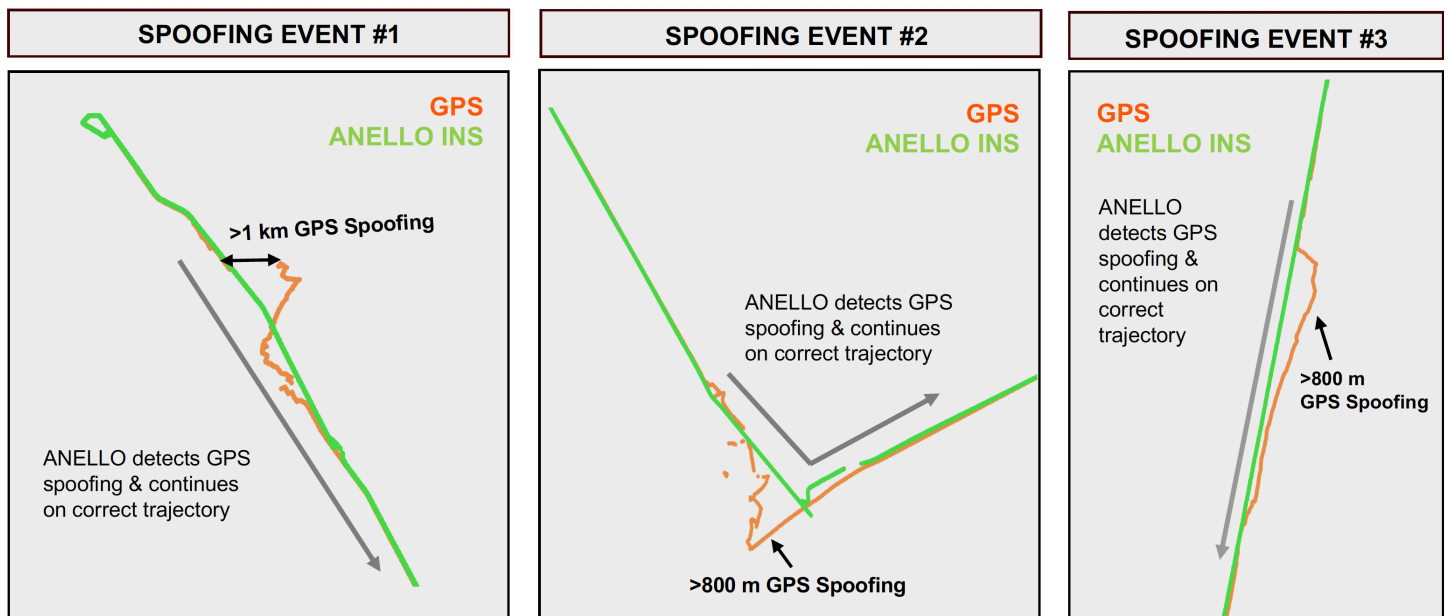 SPOOFING EVENT #1
GPS
ANELLO INS
>1 km GPS Spoofing
ANELLO detects GPS
spoofing & continues
on correct trajectory
SPOOFING EVENT #2
GPS
ANELLO INS
ANELLO detects GPS
spoofing & continues
on correct trajectory
>800 m GPS Spoofing
SPOOFING EVENT #3
GPS
ANELLO INS
ANELLO
detects GPS
spoofing &
continues on
correct
trajectory
>800 m
GPS Spoofing